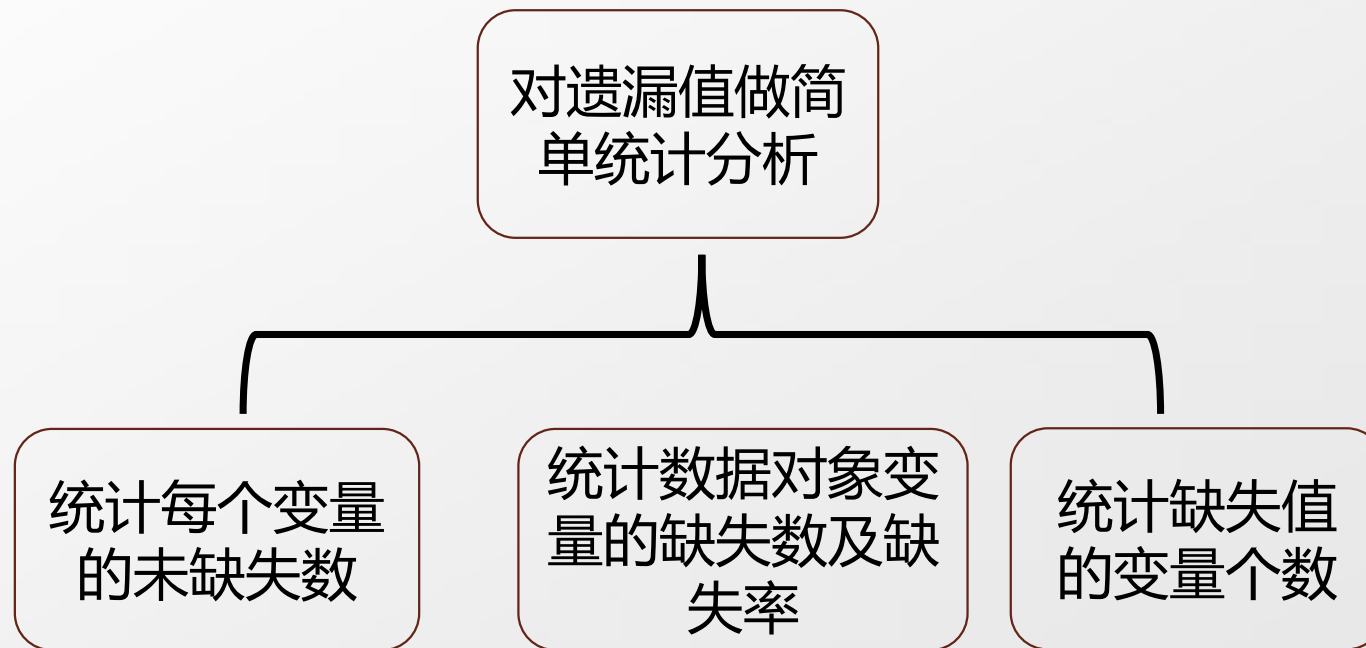 对遗漏值做简
单统计分析
统计每个变量
的未缺失数
统计数据对象变
量的缺失数及缺
失率
统计缺失值
的变量个数